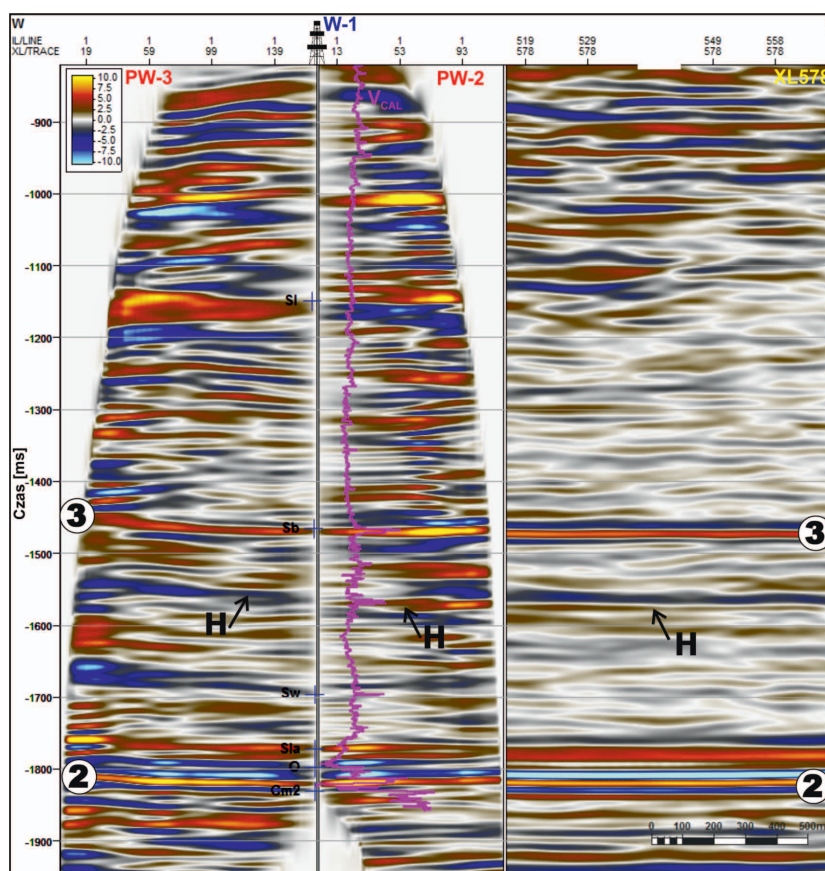 W
W-1
IL/LINE 1 1 1 1 1 1 1 519 529 549 558
XL/TRACE 19 59 99 139 13 53 93 578 578 578 578
PW-3
PW-2
XL578
V CAL
10.0
7.5
5.0
2.5
0.0
-2.5
-5.0
-7.5
-10.0
-900
-1000
-1100
Sl
-1200
-1300
-1400
Czas [ms]
3
Sb
3
-1500
H
H
H
-1600
Sw
-1700
Sla
O
2
-1800
Cm2
2
0 100 200 300 400 500m
-1900